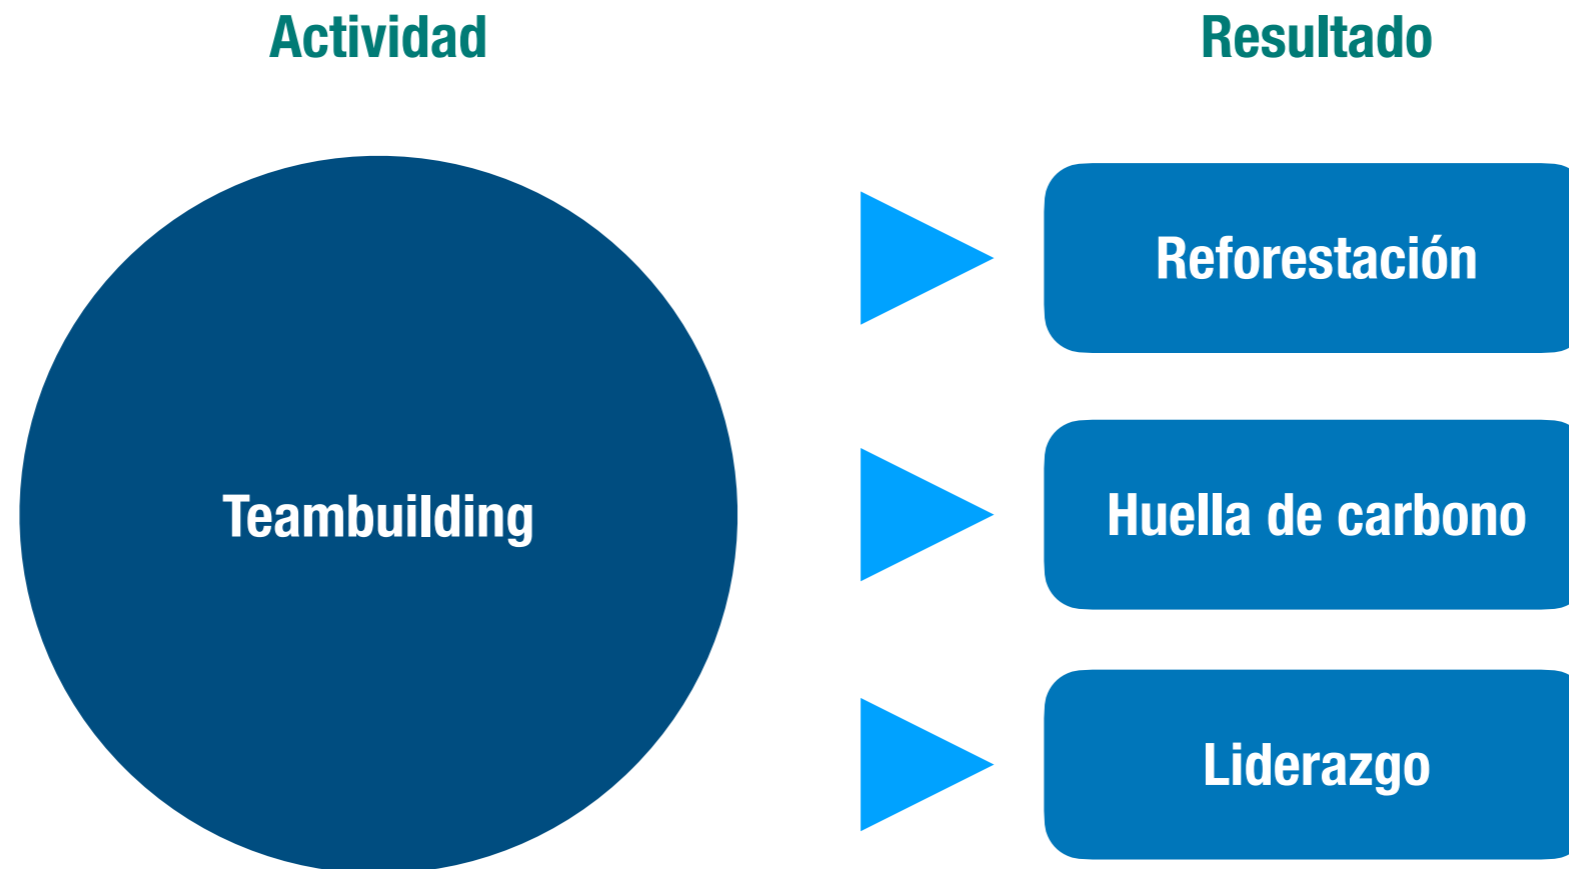 Actividad
Resultado
Reforestación
Teambuilding
Huella de carbono
Liderazgo